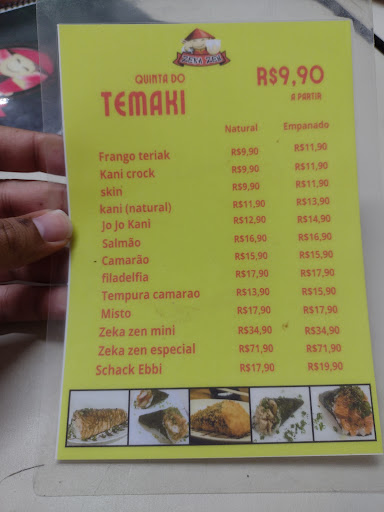 ZEKA ZEN
QUINTA DO
TEMAKI
R$9,90
A PARTIR
Natural Empanado
Frango teriak R$9,90 R$11,90
Kani crock R$9,90 R$11,90
skin R$9,90 R$11,90
kani (natural) R$11,90 R$13,90
Jo Jo Kani R$12,90 R$14,90
Salmão R$16,90 R$16,90
Camarão R$15,90 R$15,90
filadelfia R$17,90 R$17,90
Tempura camarao R$13,90 R$15,90
Misto R$17,90 R$17,90
Zeka zen mini R$34,90 R$34,90
Zeka zen especial R$71,90 R$71,90
Schack Ebbi R$17,90 R$19,90